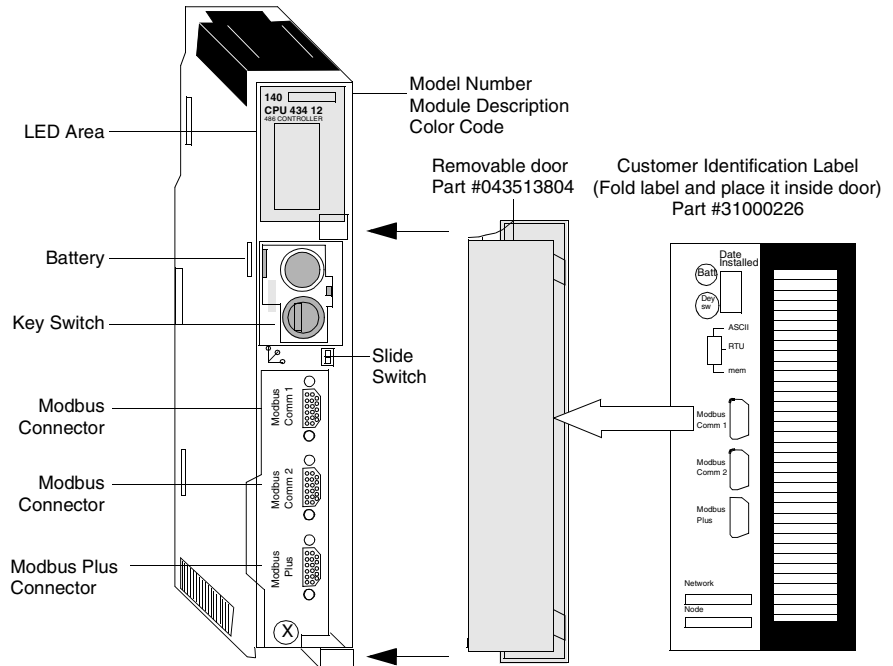 140
CPU 434 12
486 CONTROLLER
Model Number
Module Description
Color Code
LED Area
Removable door
Part #043513804
Customer Identification Label
(Fold label and place it inside door)
Part #31000226
Battery
Key Switch
Slide
Switch
Modbus
Connector
Modbus
Comm 1
Modbus
Connector
Modbus
Comm 2
Modbus Plus
Connector
Modbus
Plus
X
Date
Installed
Batt
Dey
sw
ASCII
RTU
mem
Modbus
Comm 1
Modbus
Comm 2
Modbus
Plus
Network
Node